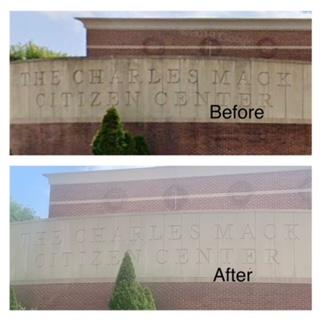 THE CHARLES MACK
CITIZEN CENTER
Before
THE CHARLES MACK
CITIZEN CENTER
After